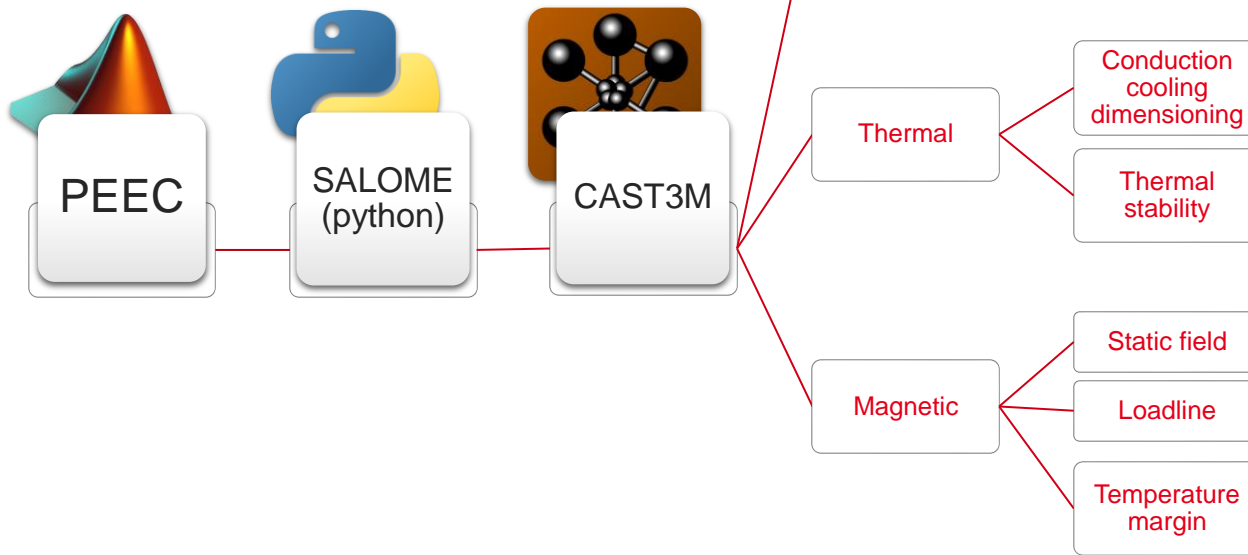 PEEC
SALOME
(python)
CAST3M
Thermal
Conduction
cooling
dimensioning
Thermal
stability
Magnetic
Static field
Loadline
Temperature
margin